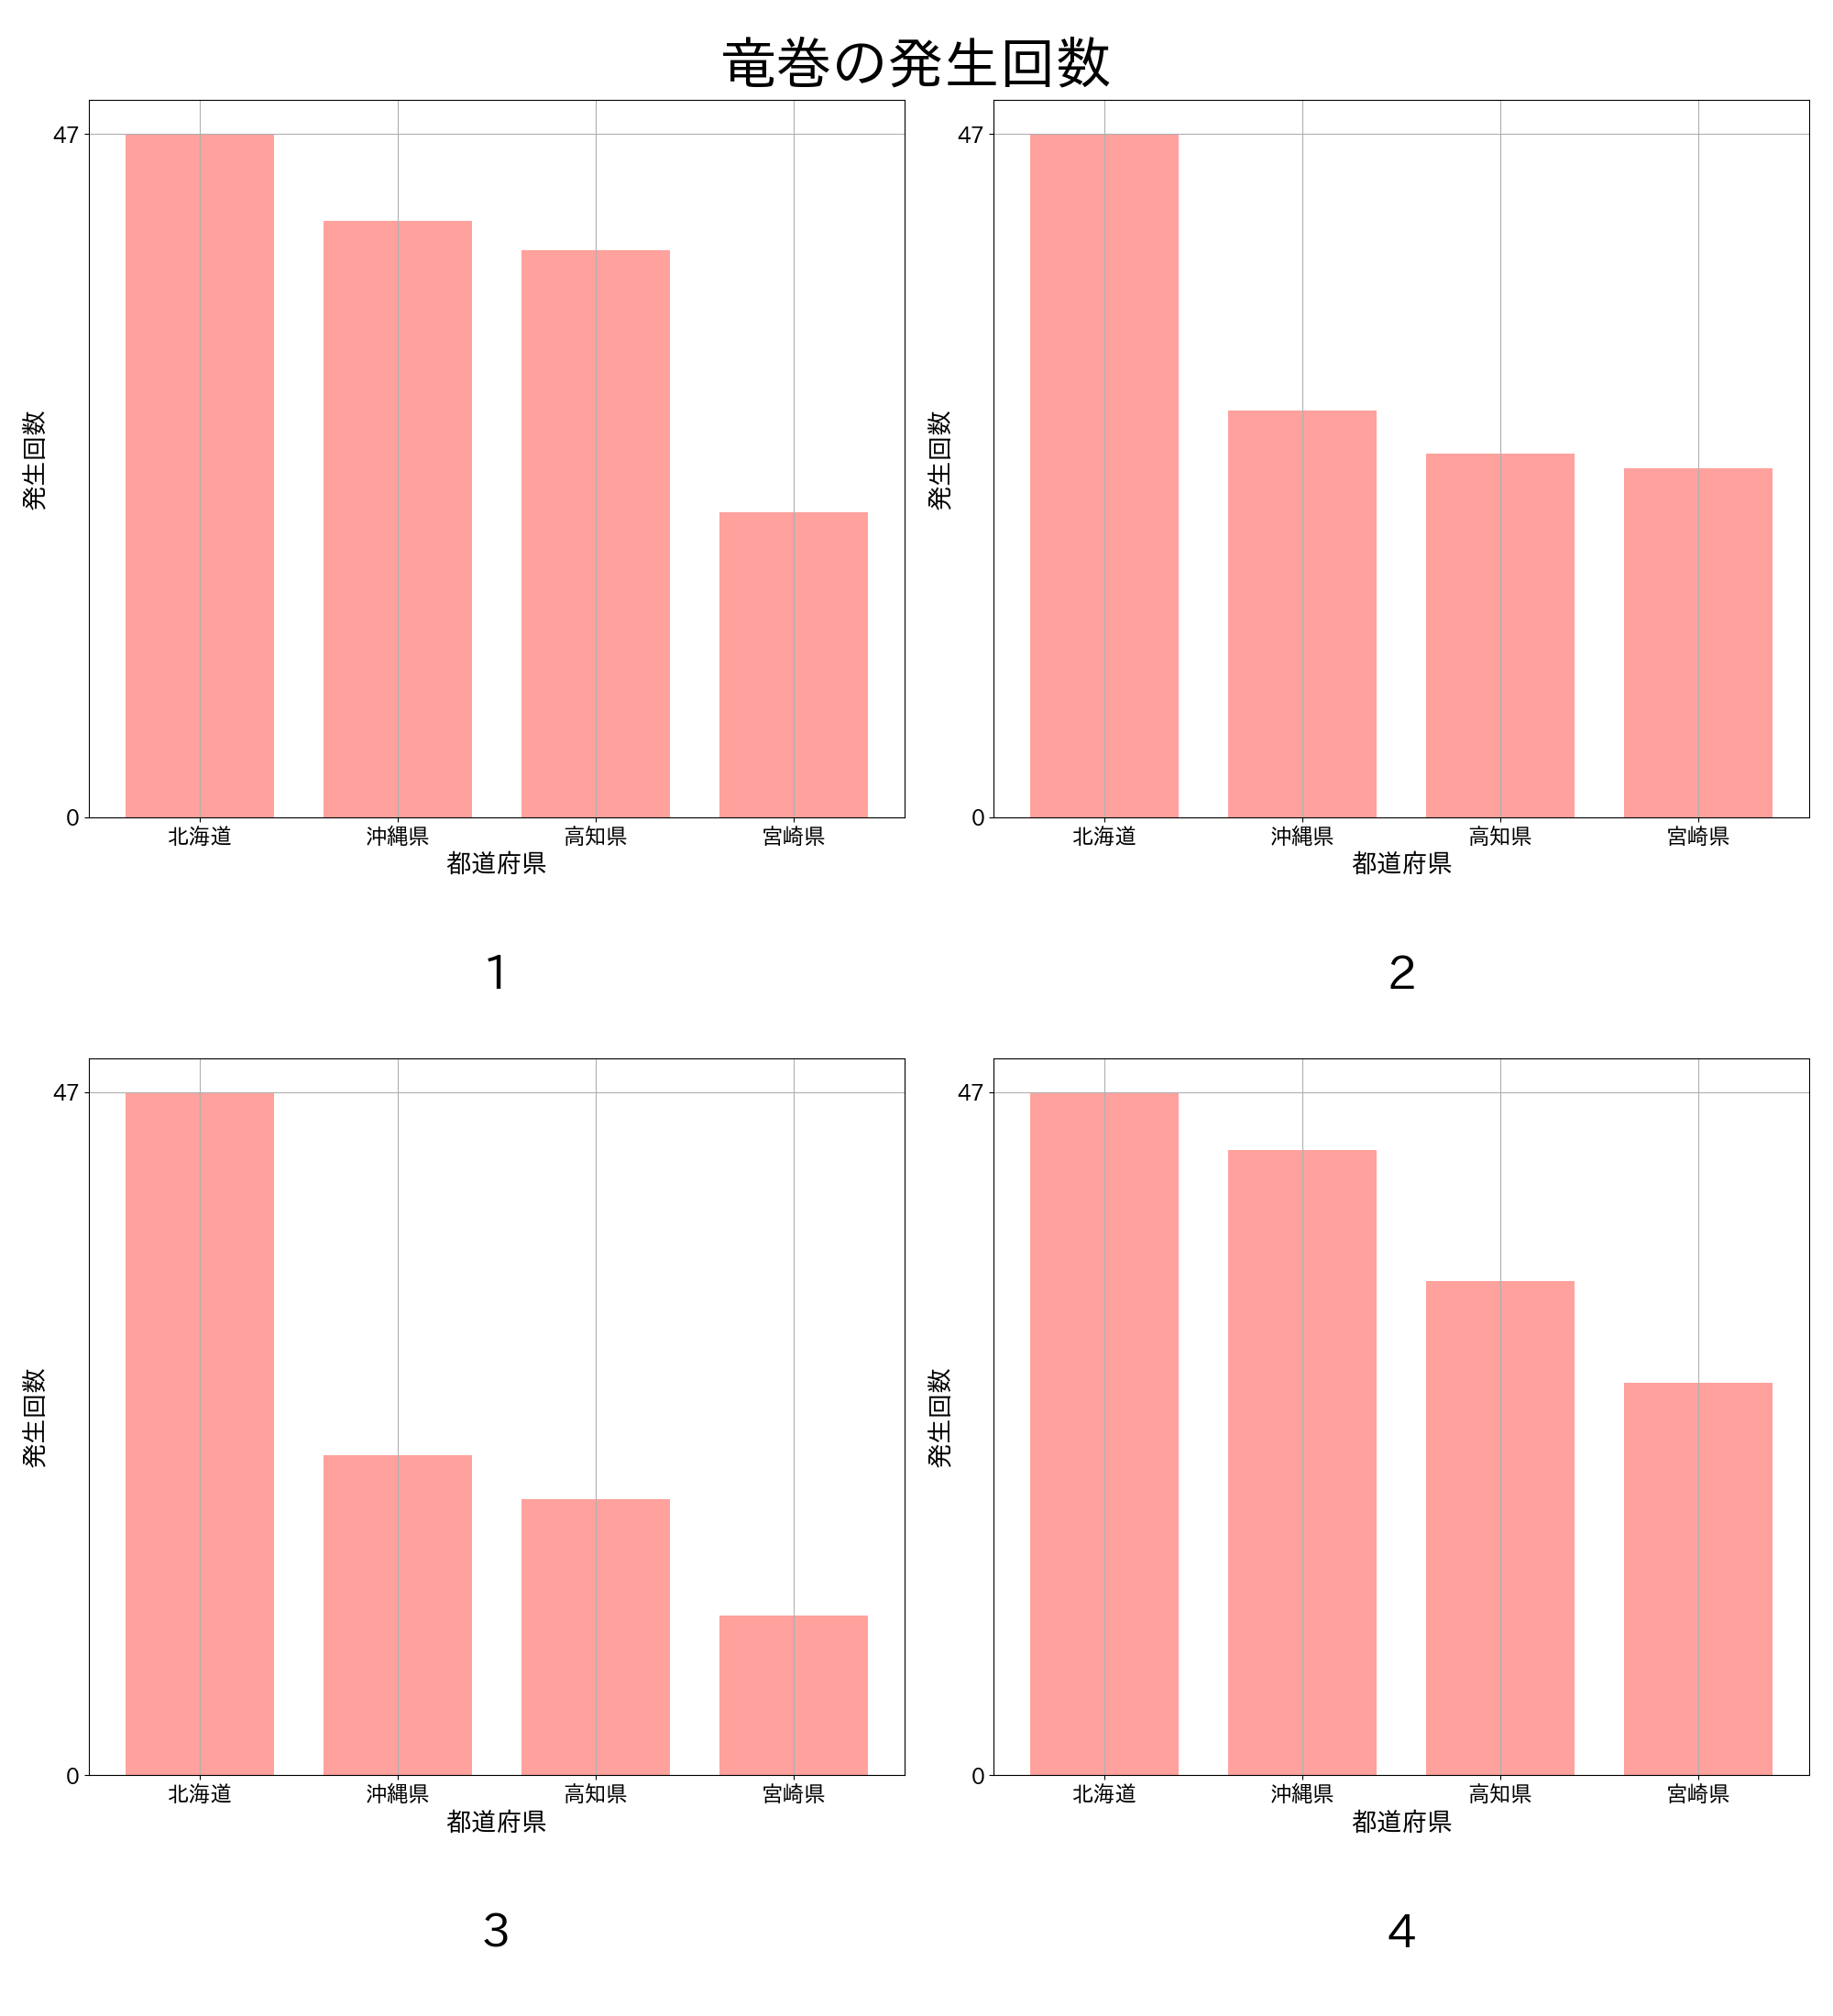 竜巻の発生回数
47
0
発生回数
北海道 沖縄県 高知県 宮崎県
都道府県
1
47
0
発生回数
北海道 沖縄県 高知県 宮崎県
都道府県
2
47
0
発生回数
北海道 沖縄県 高知県 宮崎県
都道府県
3
47
0
発生回数
北海道 沖縄県 高知県 宮崎県
都道府県
4